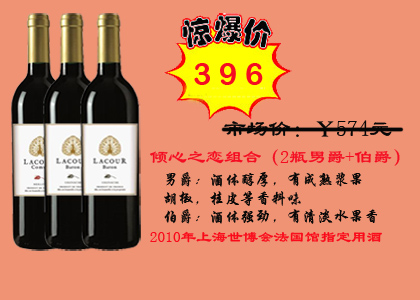 惊爆价
396
市场价：¥574元
倾心之恋组合（2瓶男爵+伯爵）
男爵：酒体醇厚，有成熟浆果
胡椒，桂皮等香料味
伯爵：酒体强劲，有清淡水果香
2010年上海世博会法国馆指定用酒
LACOUR
LACOUR
Baron
LACOUR
Baron